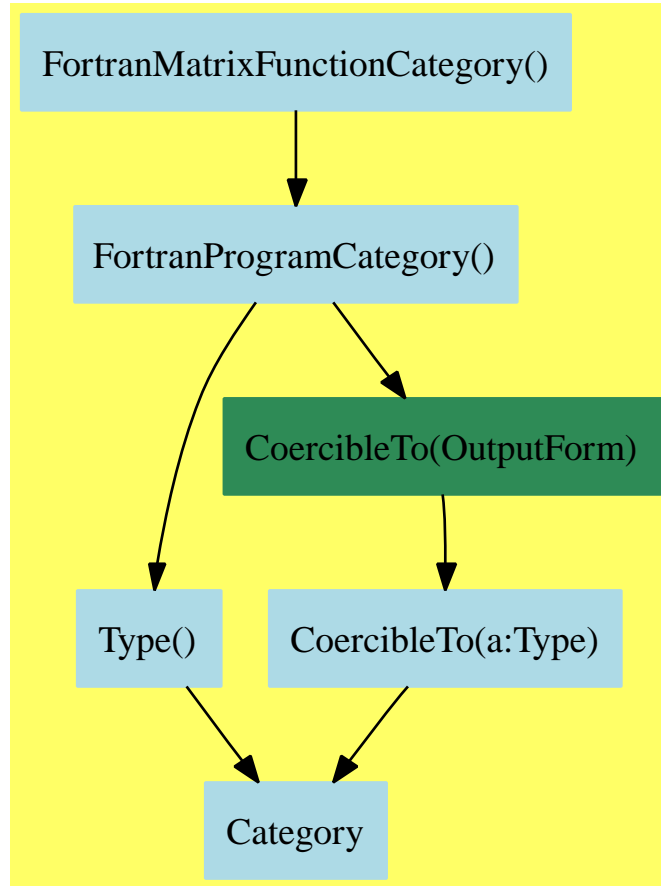 FortranMatrixFunctionCategory()
FortranProgramCategory()
CoercibleTo(OutputForm)
Type()
CoercibleTo(a:Type)
Category